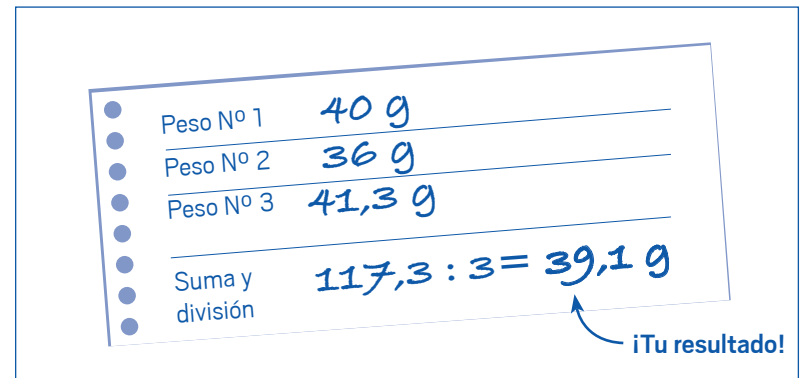 Peso Nº 1 40 g
Peso Nº 2 36 g
Peso Nº 3 41,3 g
Suma y
división 117,3 : 3 = 39,1 g
¡Tu resultado!